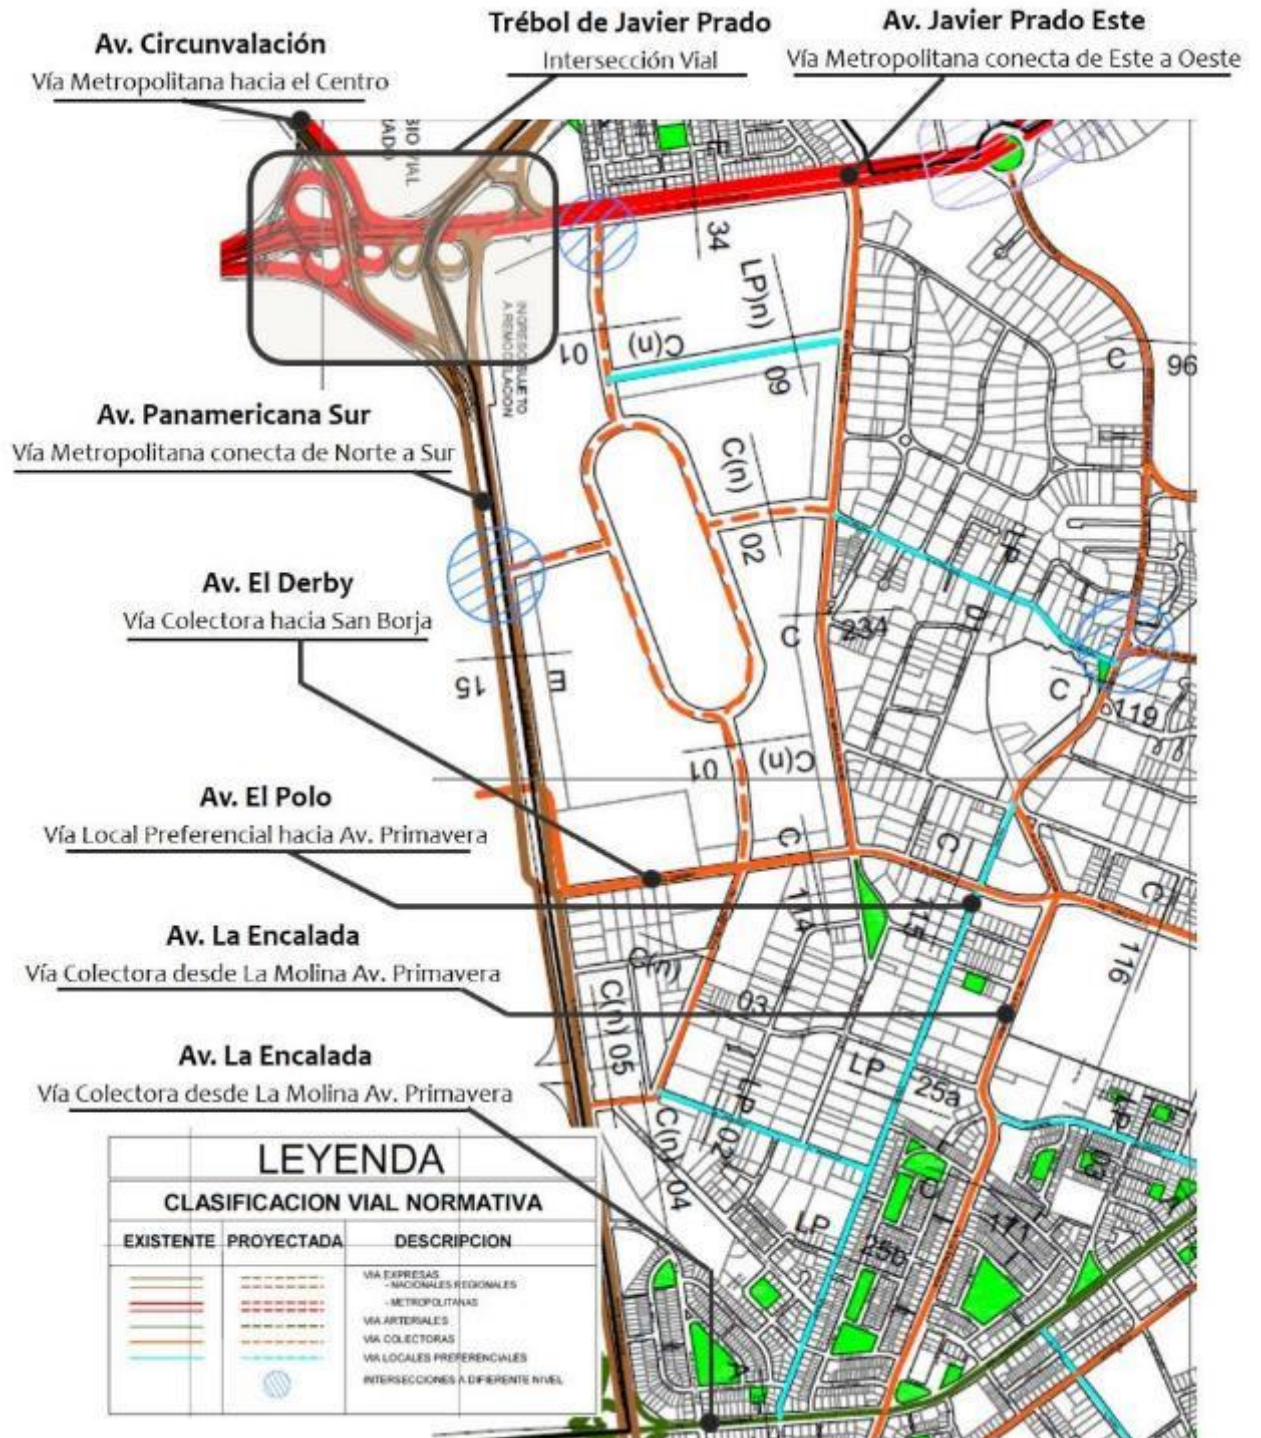 Trébol de Javier Prado
Intersección Vial
Av. Javier Prado Este
Vía Metropolitana conecta de Este a Oeste
Av. Circunvalación
Vía Metropolitana hacia el Centro
34
LP)n)
09
01
C(n)
C
96
Av. Panamericana Sur
Vía Metropolitana conecta de Norte a Sur
C(n)
02
Av. El Derby
Vía Colectora hacia San Borja
C
234
15
E
C
119
01
C(n)
Av. El Polo
Vía Local Preferencial hacia Av. Primavera
C
114
C
115
C
116
Av. La Encalada
Vía Colectora desde La Molina Av. Primavera
C(n)
03
C(n) 05
LP
25a
Av. La Encalada
Vía Colectora desde La Molina Av. Primavera
LP
02
C(n)
04
LP
25b
C
171
LEYENDA
CLASIFICACION VIAL NORMATIVA
EXISTENTE PROYECTADA DESCRIPCION
VIA EXPRESAS
- NACIONALES REGIONALES
- METROPOLITANAS
VIA ARTERIALES
VIA COLECTORAS
VIA LOCALES PREFERENCIALES
INTERSECCIONES A DIFIERENTE NIVEL